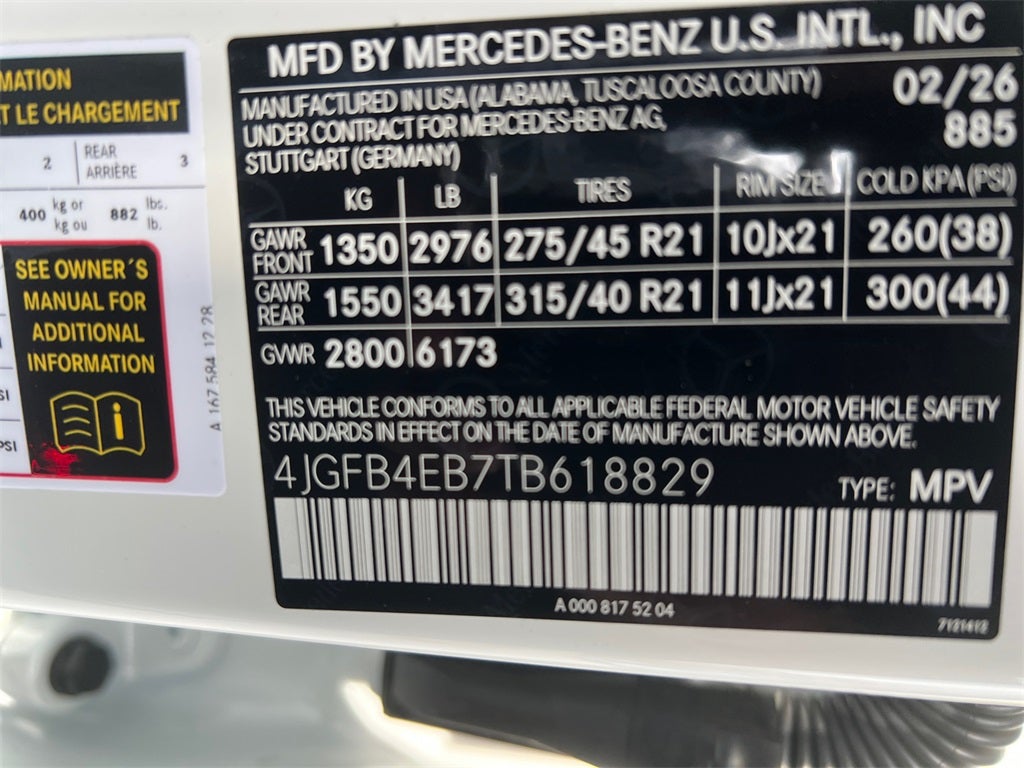 MATION
T LE CHARGEMENT
2 REAR 3
ARRIÈRE
400 kg or 882 lbs.
kg ou lb.
SEE OWNER´S
MANUAL FOR
ADDITIONAL
INFORMATION
i
SI
PSI
A 167 584 12 28
MFD BY MERCEDES-BENZ U.S. INTL., INC
MANUFACTURED IN USA (ALABAMA, TUSCALOOSA COUNTY) 02/26
UNDER CONTRACT FOR MERCEDES-BENZ AG, 885
STUTTGART (GERMANY)
KG LB TIRES RIM SIZE COLD KPA (PSI)
GAWR FRONT 1350 2976 275/45 R21 10Jx21 260(38)
GAWR REAR 1550 3417 315/40 R21 11Jx21 300(44)
GVWR 2800 6173
THIS VEHICLE CONFORMS TO ALL APPLICABLE FEDERAL MOTOR VEHICLE SAFETY
STANDARDS IN EFFECT ON THE DATE OF MANUFACTURE SHOWN ABOVE.
4JGFB4EB7TB618829 TYPE: MPV
A 000 817 52 04
7121412